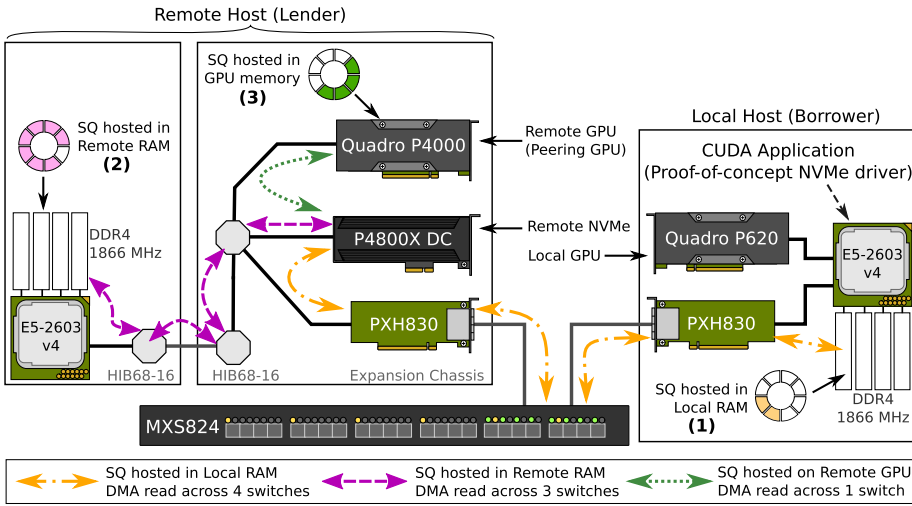 Remote Host (Lender)
SQ hosted in
GPU memory
(3)
SQ hosted in
Remote RAM
(2)
Quadro P4000
Remote GPU
(Peering GPU)
Local Host (Borrower)
CUDA Application
(Proof-of-concept NVMe driver)
DDR4
1866 MHz
P4800X DC
Remote NVMe
Local GPU
Quadro P620
E5-2603
v4
E5-2603
v4
PXH830
PXH830
HIB68-16
HIB68-16
Expansion Chassis
SQ hosted in
Local RAM
(1)
DDR4
1866 MHz
MXS824
SQ hosted in Local RAM
DMA read across 4 switches
SQ hosted in Remote RAM
DMA read across 3 switches
SQ hosted on Remote GPU
DMA read across 1 switch